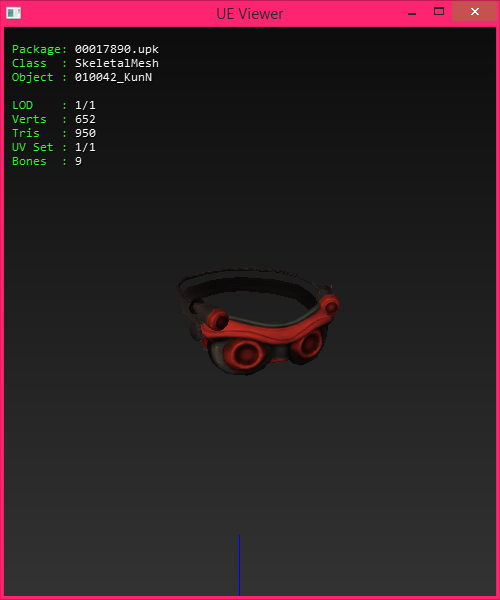 UE Viewer
Package: 00017890.upk
Class  : SkeletalMesh
Object : 010042_KunN
LOD    : 1/1
Verts  : 652
Tris   : 950
UV Set : 1/1
Bones  : 9